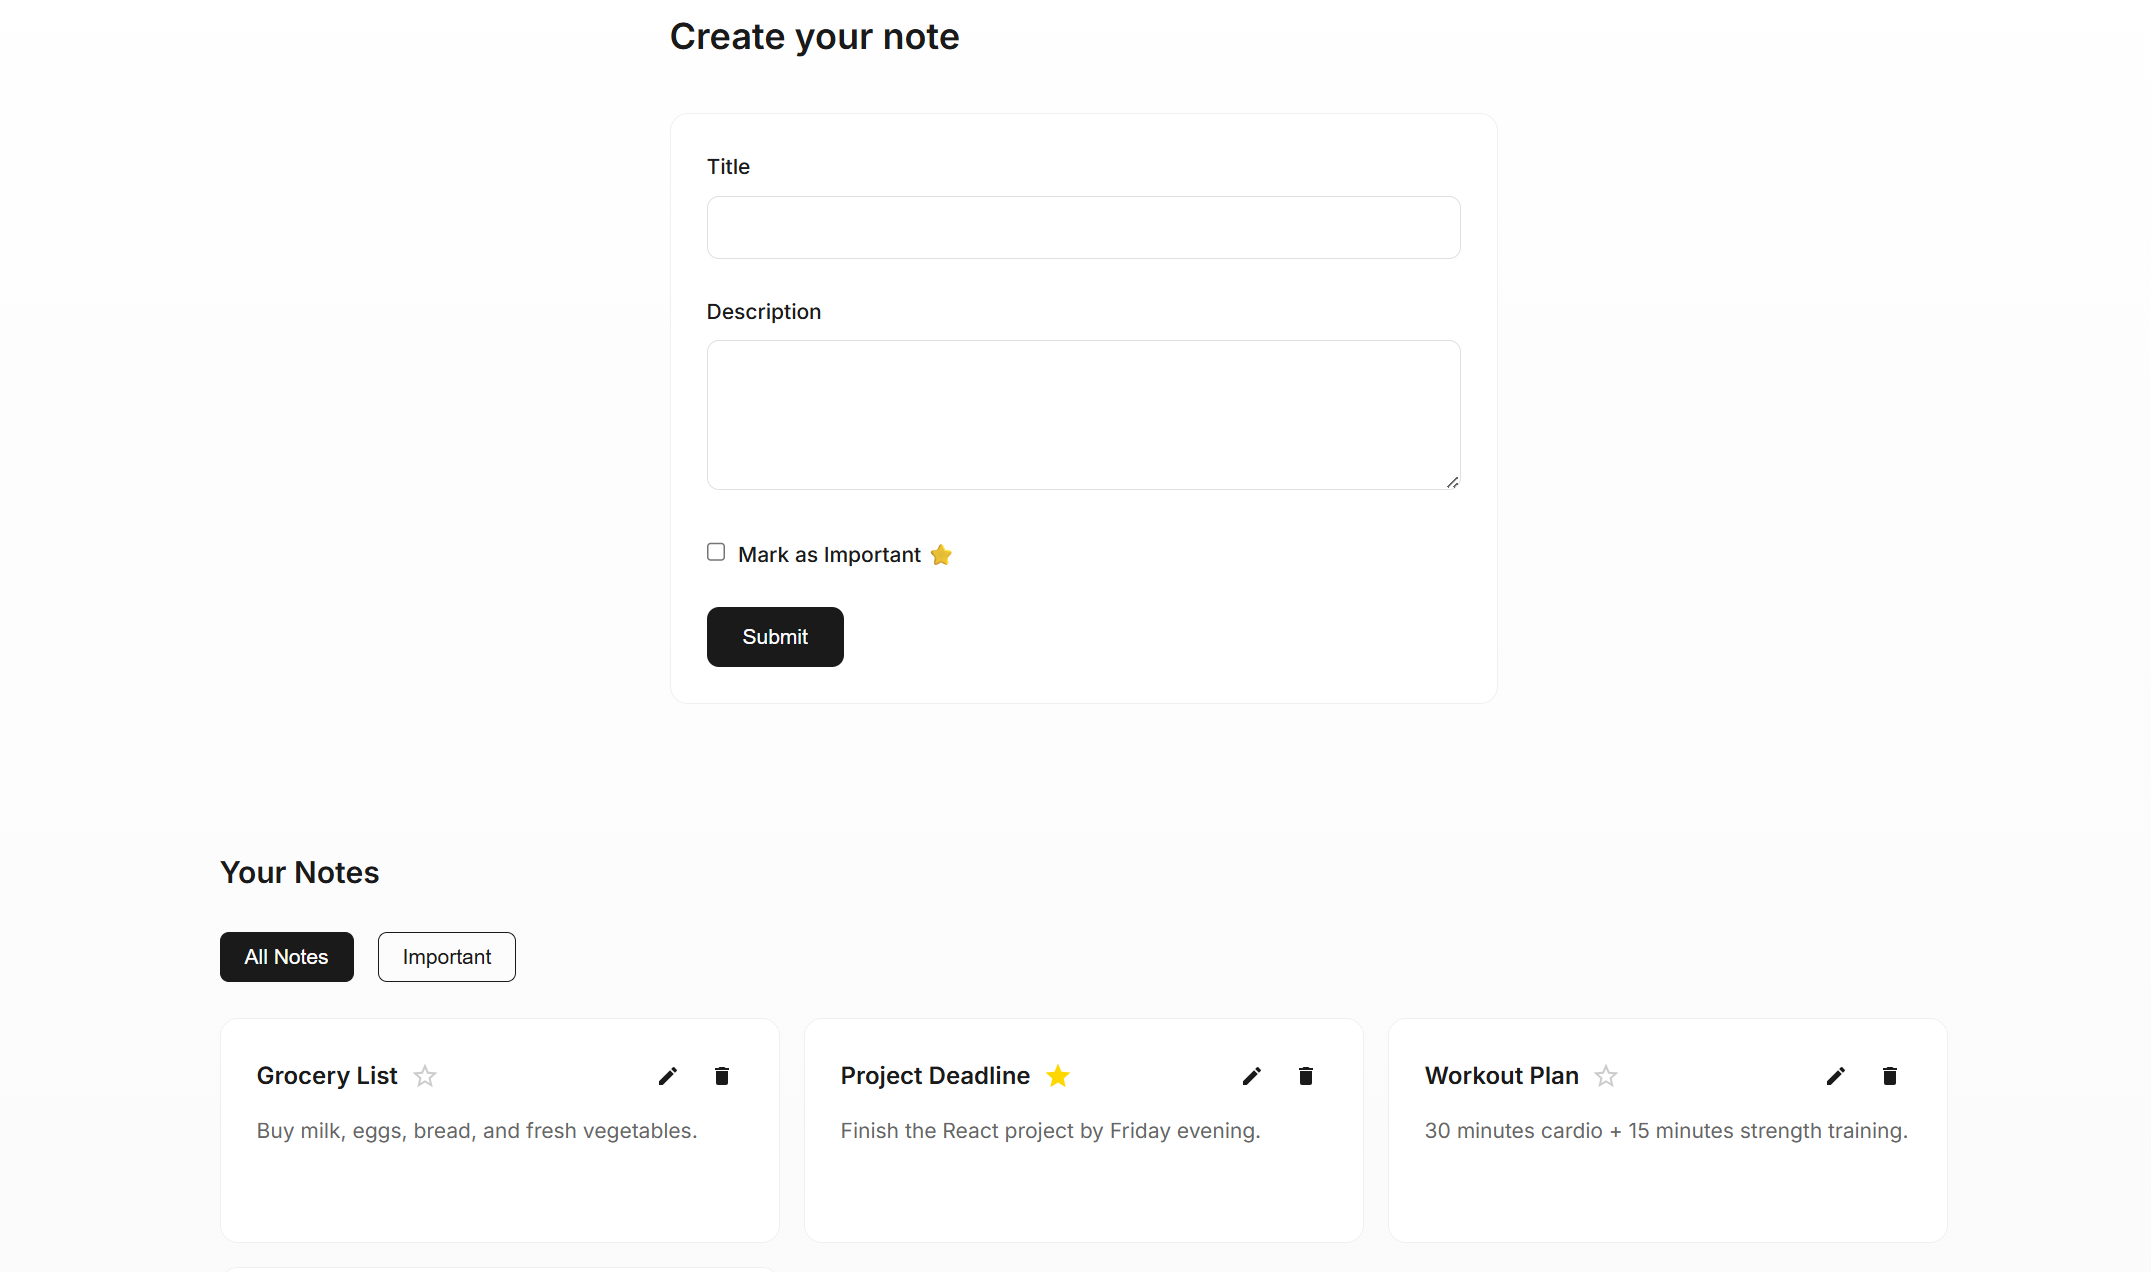 Create your note
Title
Description
Mark as Important ⭐
Submit
Your Notes
All Notes
Important
Grocery List
Buy milk, eggs, bread, and fresh vegetables.
Project Deadline
Finish the React project by Friday evening.
Workout Plan
30 minutes cardio + 15 minutes strength training.